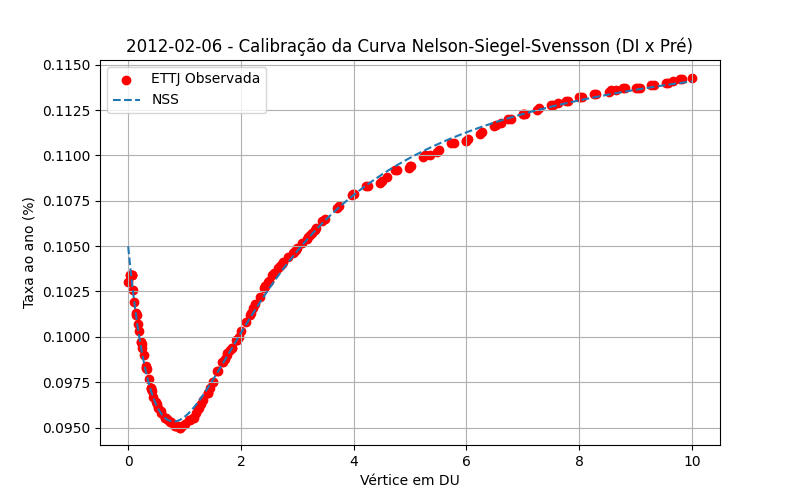 2012-02-06 - Calibração da Curva Nelson-Siegel-Svensson (DI x Pré)
ETTJ Observada
NSS
Taxa ao ano (%)
0.1150
0.1125
0.1100
0.1075
0.1050
0.1025
0.1000
0.0975
0.0950
0 2 4 6 8 10
Vértice em DU